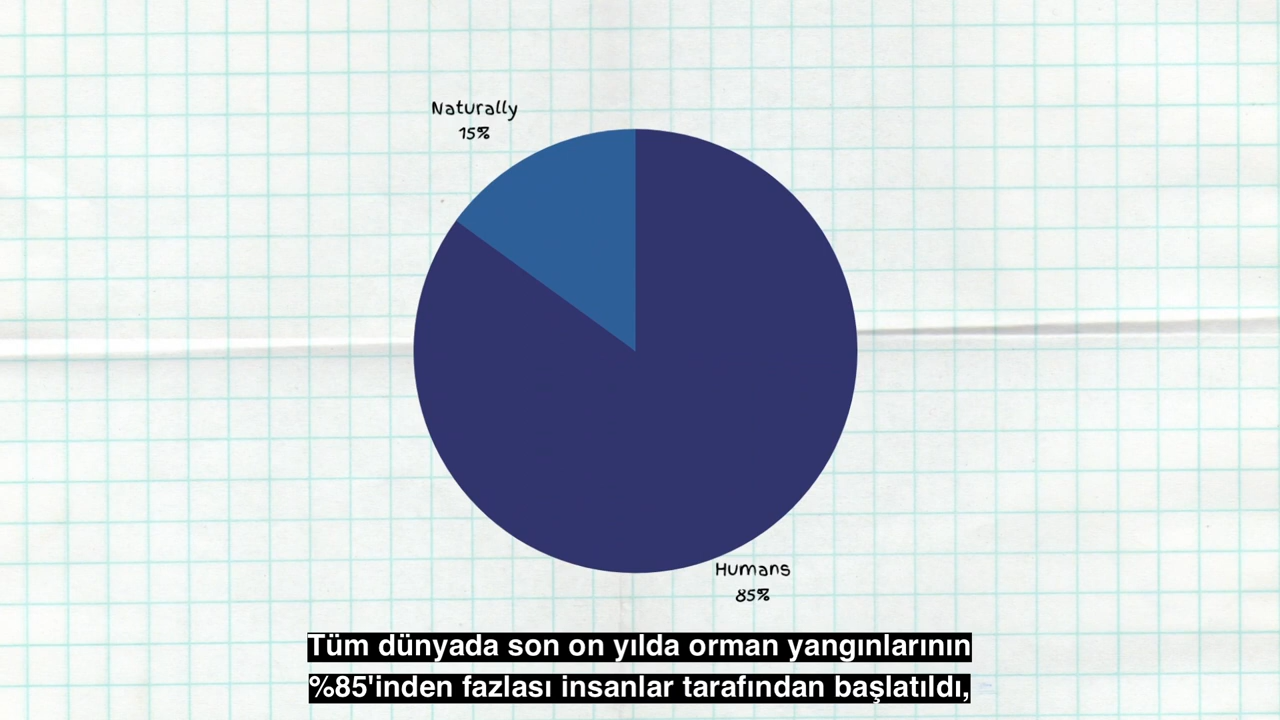 Naturally
15%
Humans
85%
Tüm dünyada son on yılda orman yangınlarının
%85'inden fazlası insanlar tarafından başlatıldı,